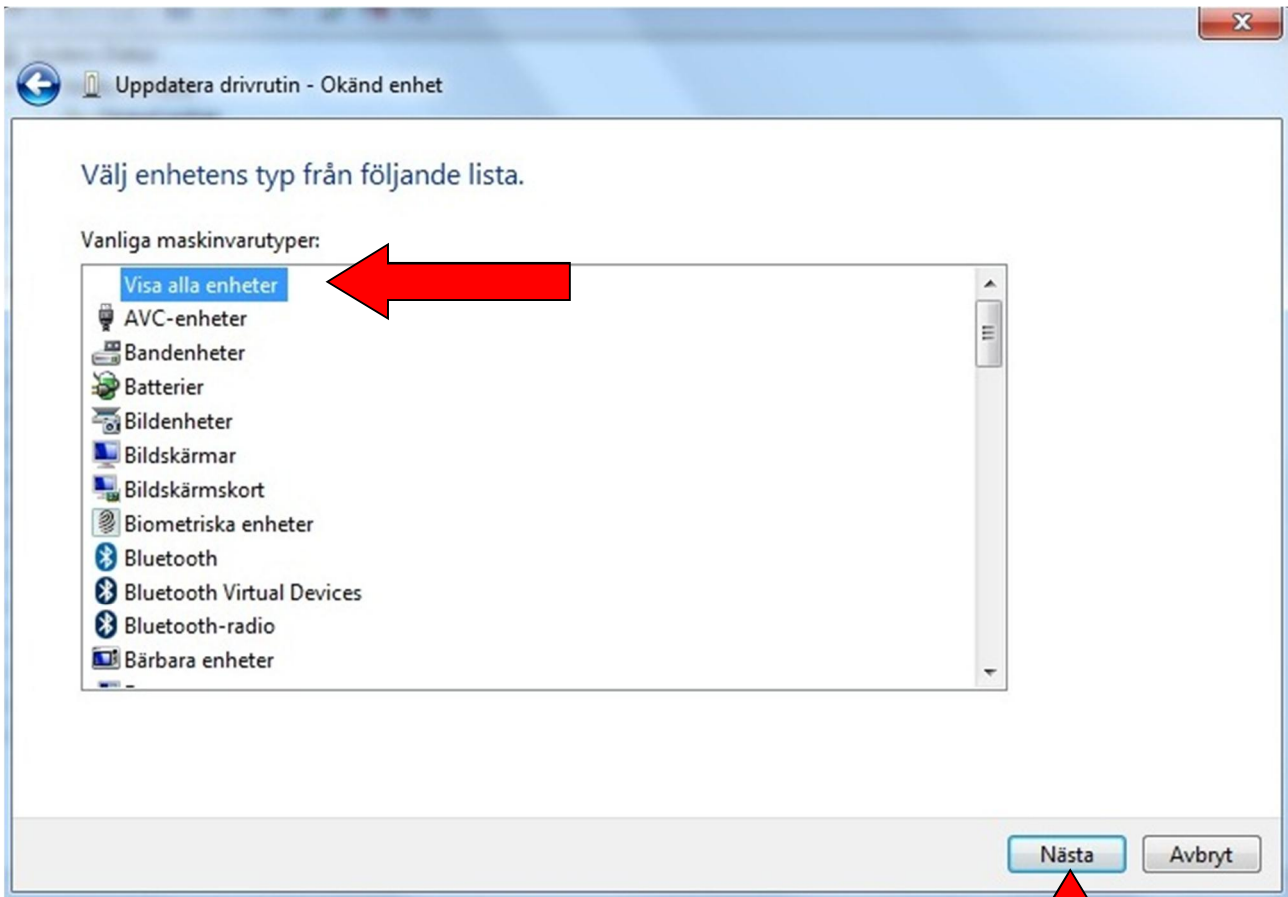 Uppdatera drivrutin - Okänd enhet
Välj enhetens typ från följande lista.
Vanliga maskinvarutyper:
Visa alla enheter
AVC-enheter
Bandenheter
Batterier
Bildenheter
Bildskärmar
Bildskärmskort
Biometriska enheter
Bluetooth
Bluetooth Virtual Devices
Bluetooth-radio
Bärbara enheter
Nästa
Avbryt